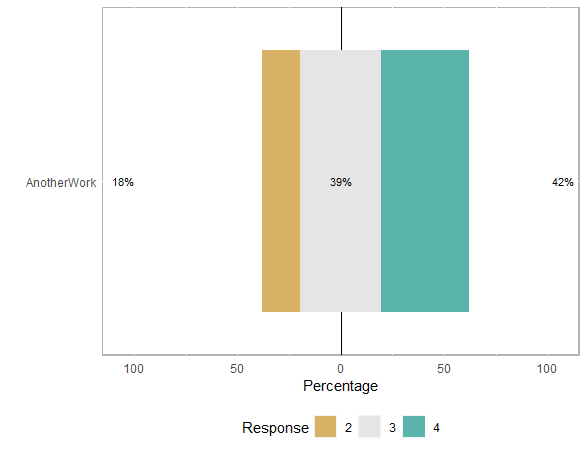 AnotherWork 18% 39% 42%
100 50 0 50 100
Percentage
Response 2 3 4